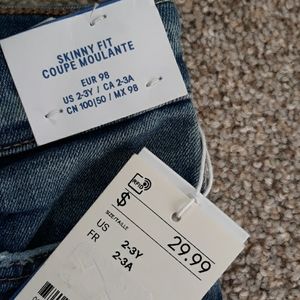 SKINNY FIT
COUPE MOULANTE
EUR 98
US 2-3Y / CA 2-3A
CN 100|50 / MX 98
RFID
$
SIZE/TAILLE
29.99
US 2-3Y
FR 2-3A